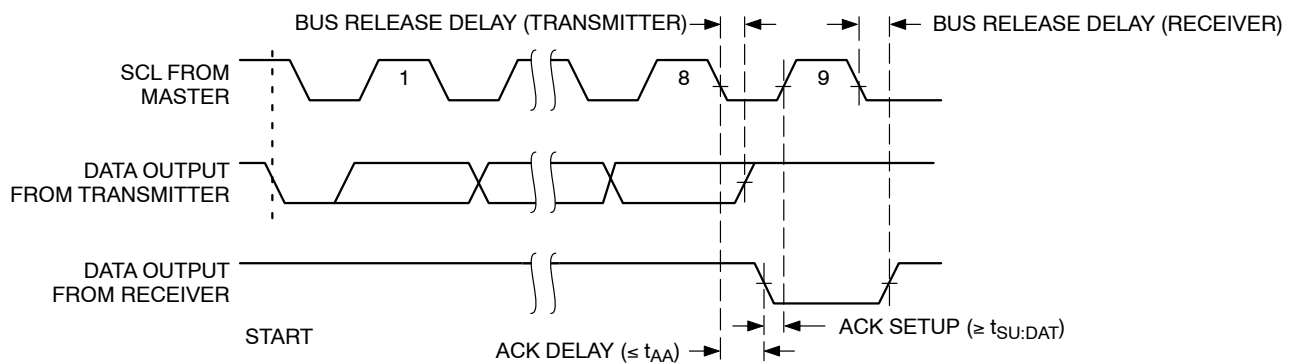 BUS RELEASE DELAY (TRANSMITTER)
BUS RELEASE DELAY (RECEIVER)
SCL FROM
MASTER
1
8
9
DATA OUTPUT
FROM TRANSMITTER
DATA OUTPUT
FROM RECEIVER
START
ACK SETUP (≥ tSU:DAT)
ACK DELAY (≤ tAA)